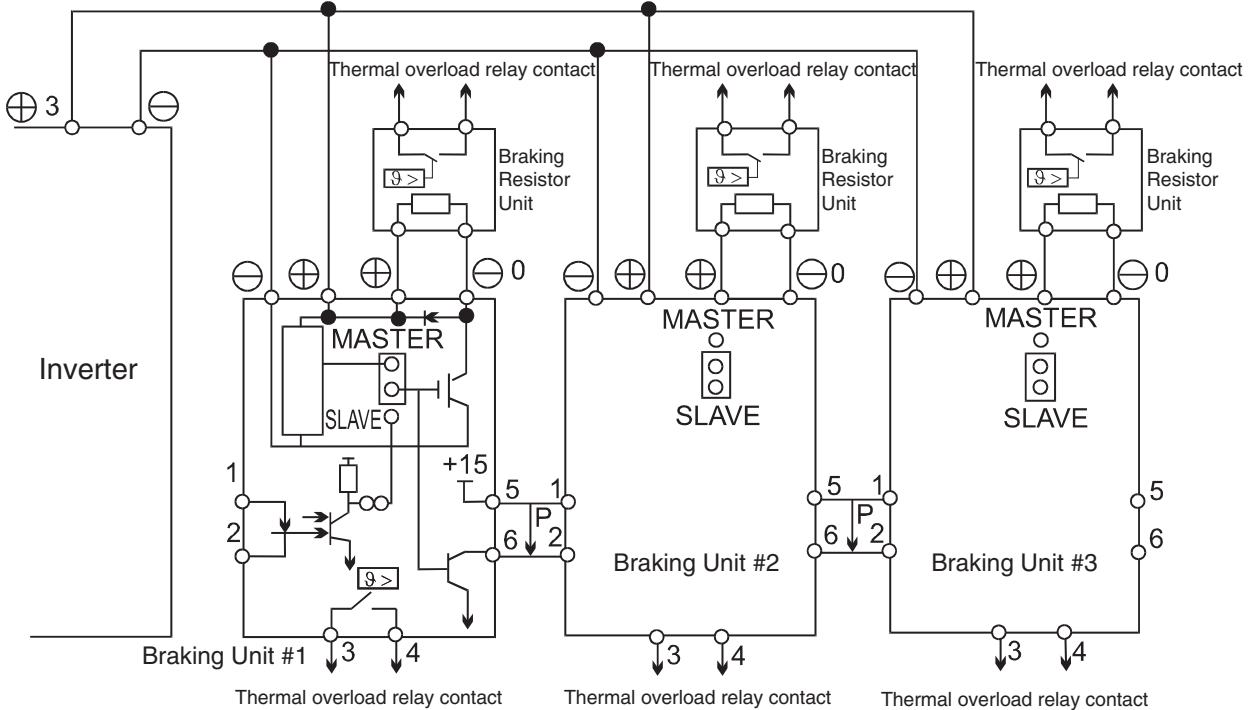 Thermal overload relay contact
Thermal overload relay contact
Thermal overload relay contact
⊕ 3
⊖
Braking
Resistor
Unit
ϑ >
Braking
Resistor
Unit
ϑ >
Braking
Resistor
Unit
ϑ >
⊖ ⊕ ⊕ ⊖ 0
⊖ ⊕ ⊕ ⊖ 0
⊖ ⊕ ⊕ ⊖ 0
Inverter
MASTER
SLAVE
MASTER
SLAVE
MASTER
SLAVE
+15
1
2
5
6
P
1
2
5
6
P
1
2
5
6
ϑ >
Braking Unit #2
Braking Unit #3
Braking Unit #1
3
4
3
4
3
4
Thermal overload relay contact
Thermal overload relay contact
Thermal overload relay contact